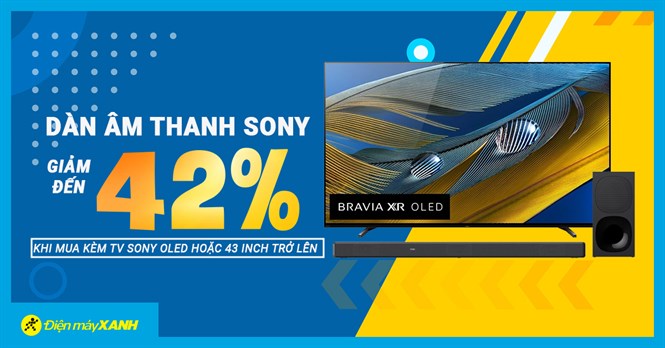 DÀN ÂM THANH SONY
GIẢM
ĐẾN
42%
KHI MUA KÈM TV SONY OLED HOẶC 43 INCH TRỞ LÊN
BRAVIA XR OLED
Điện máy XANH